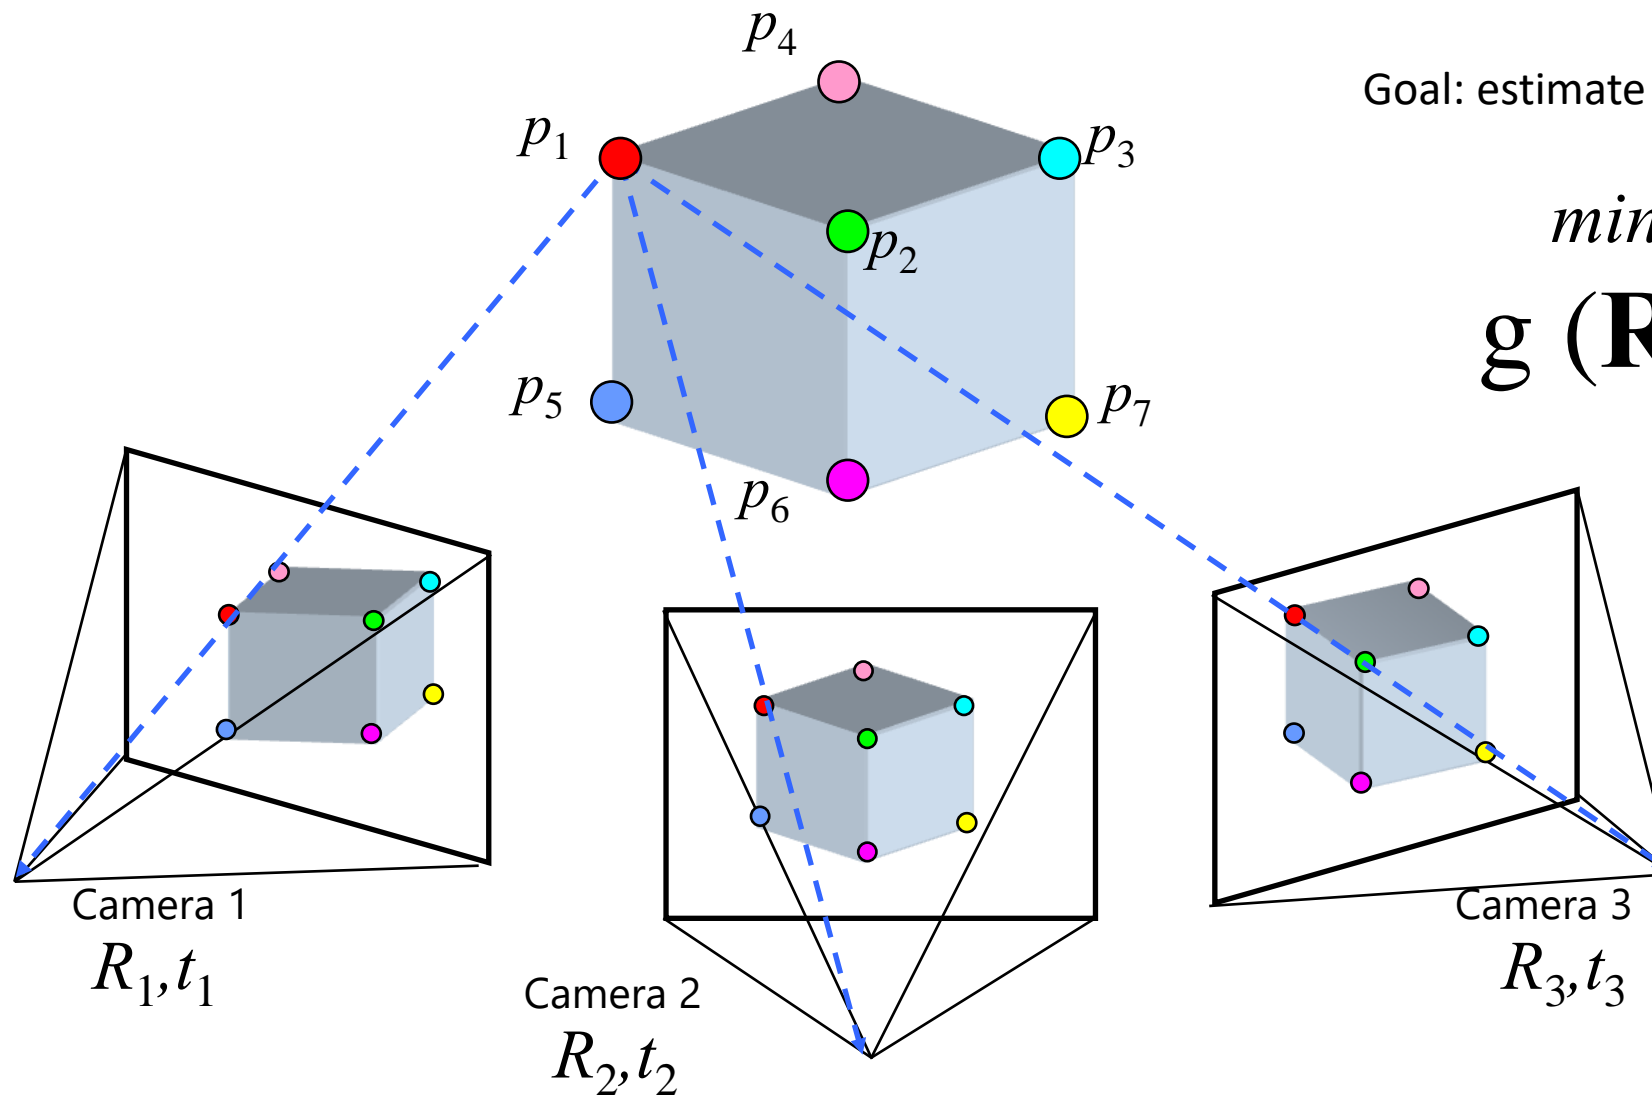 p4
Goal: estimate
p1
p3
min
p2
g (R
p5
p7
p6
Camera 1
R1,t1
Camera 2
R2,t2
Camera 3
R3,t3